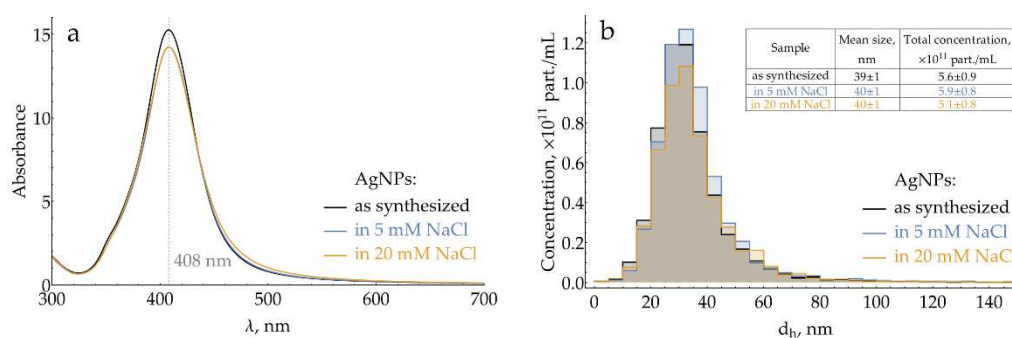 a
15
10
5
0
Absorbance
408 nm
AgNPs:
as synthesized
in 5 mM NaCl
in 20 mM NaCl
300 400 500 600 700
λ, nm
b
1.2
1.0
0.8
0.6
0.4
0.2
0.0
Concentration, ×10¹¹ part./mL
Sample Mean size, nm Total concentration, ×10¹¹ part./mL
as synthesized 39±1 5.6±0.9
in 5 mM NaCl 40±1 5.9±0.8
in 20 mM NaCl 40±1 5.1±0.8
AgNPs:
as synthesized
in 5 mM NaCl
in 20 mM NaCl
0 20 40 60 80 100 120
d_h, nm